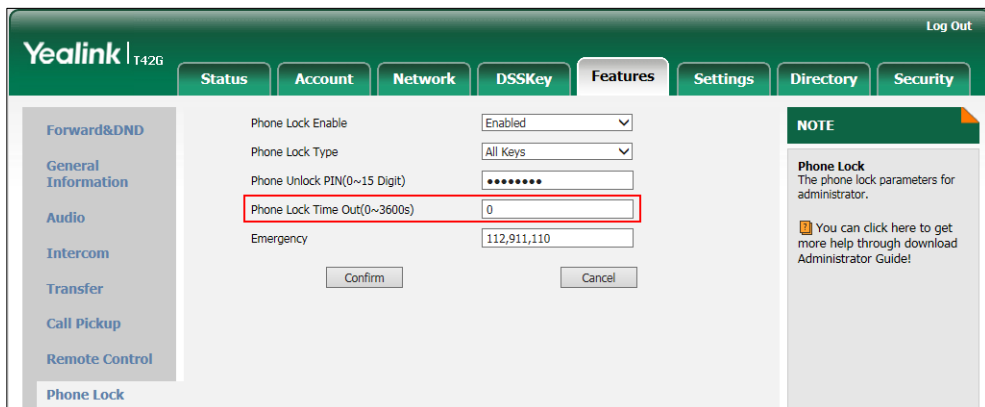 Log Out
Yealink T42G
Status Account Network DSSKey Features Settings Directory Security
Forward&DND
General
Information
Audio
Intercom
Transfer
Call Pickup
Remote Control
Phone Lock
Phone Lock Enable Enabled
Phone Lock Type All Keys
Phone Unlock PIN(0~15 Digit) ••••••••
Phone Lock Time Out(0~3600s) 0
Emergency 112,911,110
Confirm Cancel
NOTE
Phone Lock
The phone lock parameters for
administrator.
? You can click here to get
more help through download
Administrator Guide!